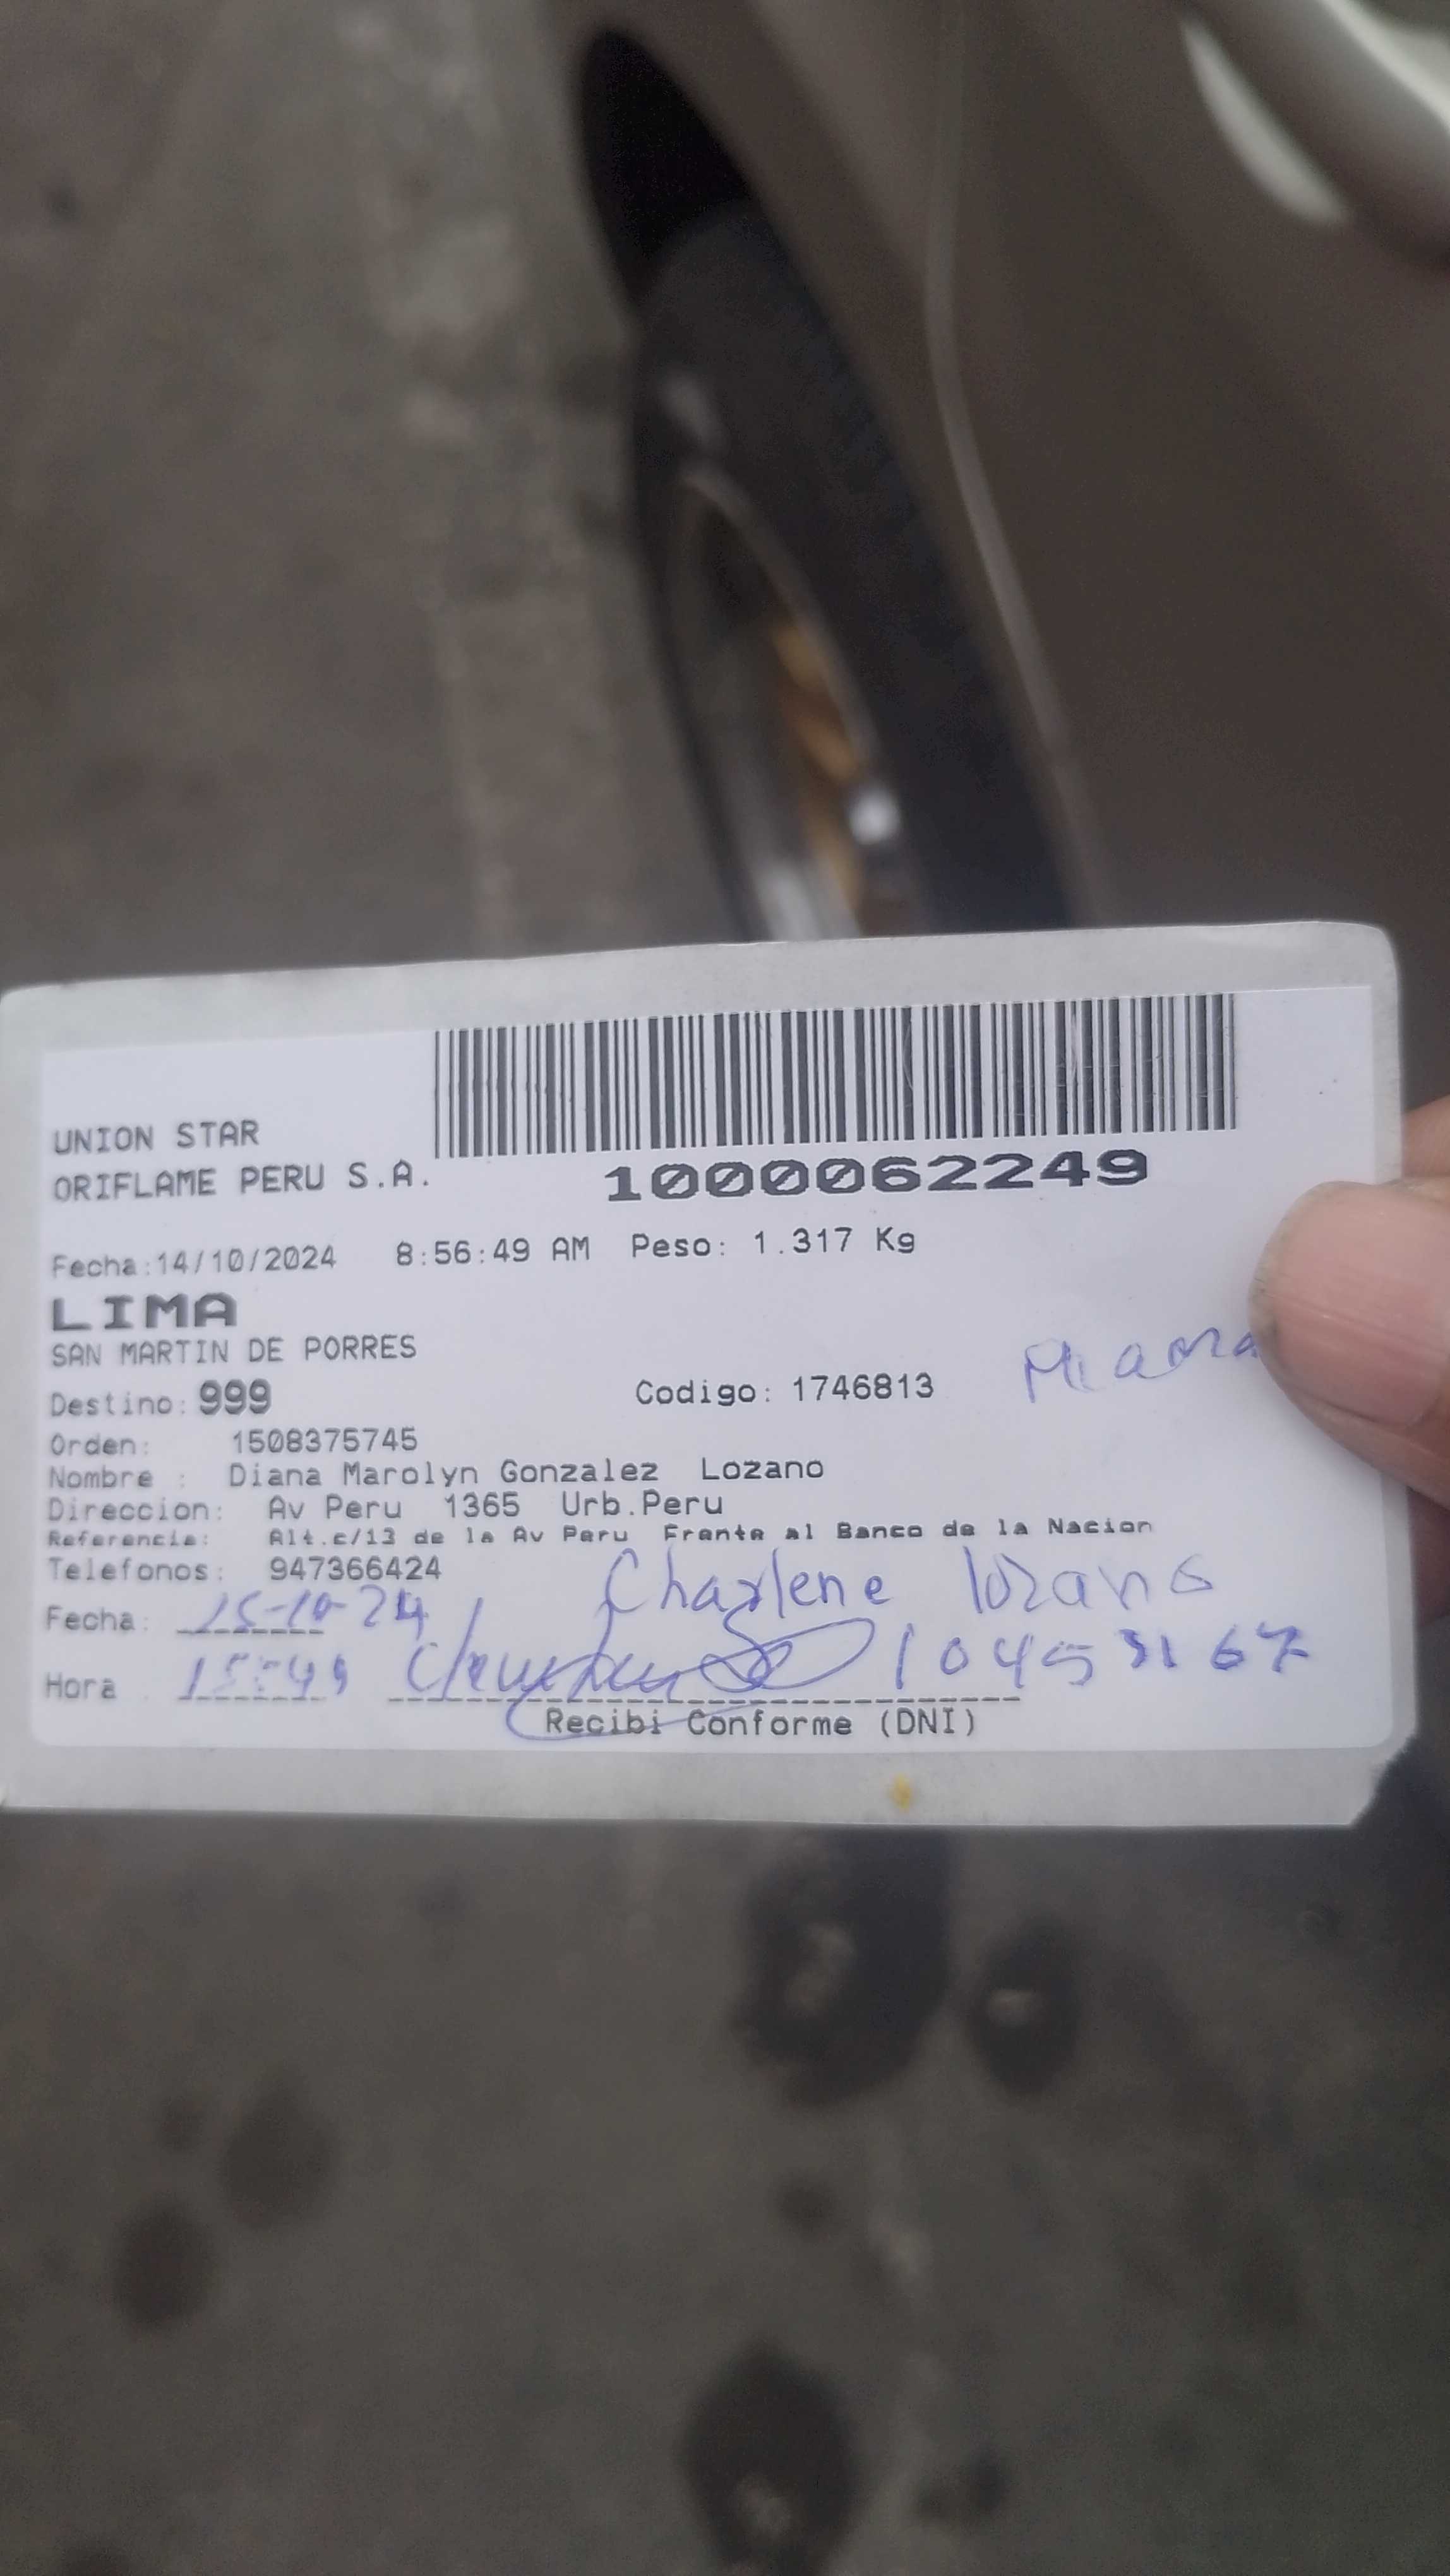 UNION STAR
ORIFLAME PERU S.A.
1000062249
Fecha:14/10/2024 8:56:49 AM Peso: 1.317 Kg
LIMA
SAN MARTIN DE PORRES
Destino: 999 Codigo: 1746813
Orden: 1508375745
Nombre : Diana Marolyn Gonzalez Lozano
Direccion: Av Peru 1365 Urb.Peru
Referencia: Alt.c/13 de la Av Peru Frente al Banco de la Nacion
Telefonos: 947366424
Charlene lozano
Fecha: 15-10-24
Hora
Recibi Conforme (DNI)